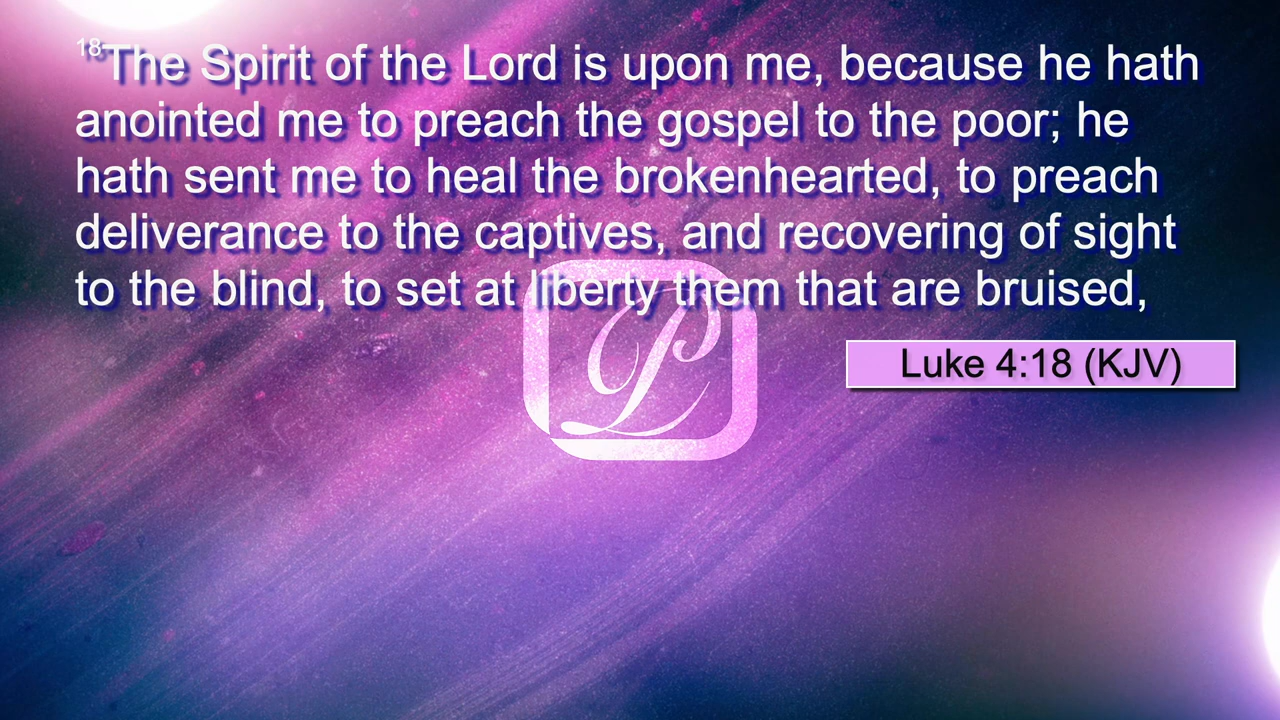 18The Spirit of the Lord is upon me, because he hath
anointed me to preach the gospel to the poor; he
hath sent me to heal the brokenhearted, to preach
deliverance to the captives, and recovering of sight
to the blind, to set at liberty them that are bruised,
Luke 4:18 (KJV)
P